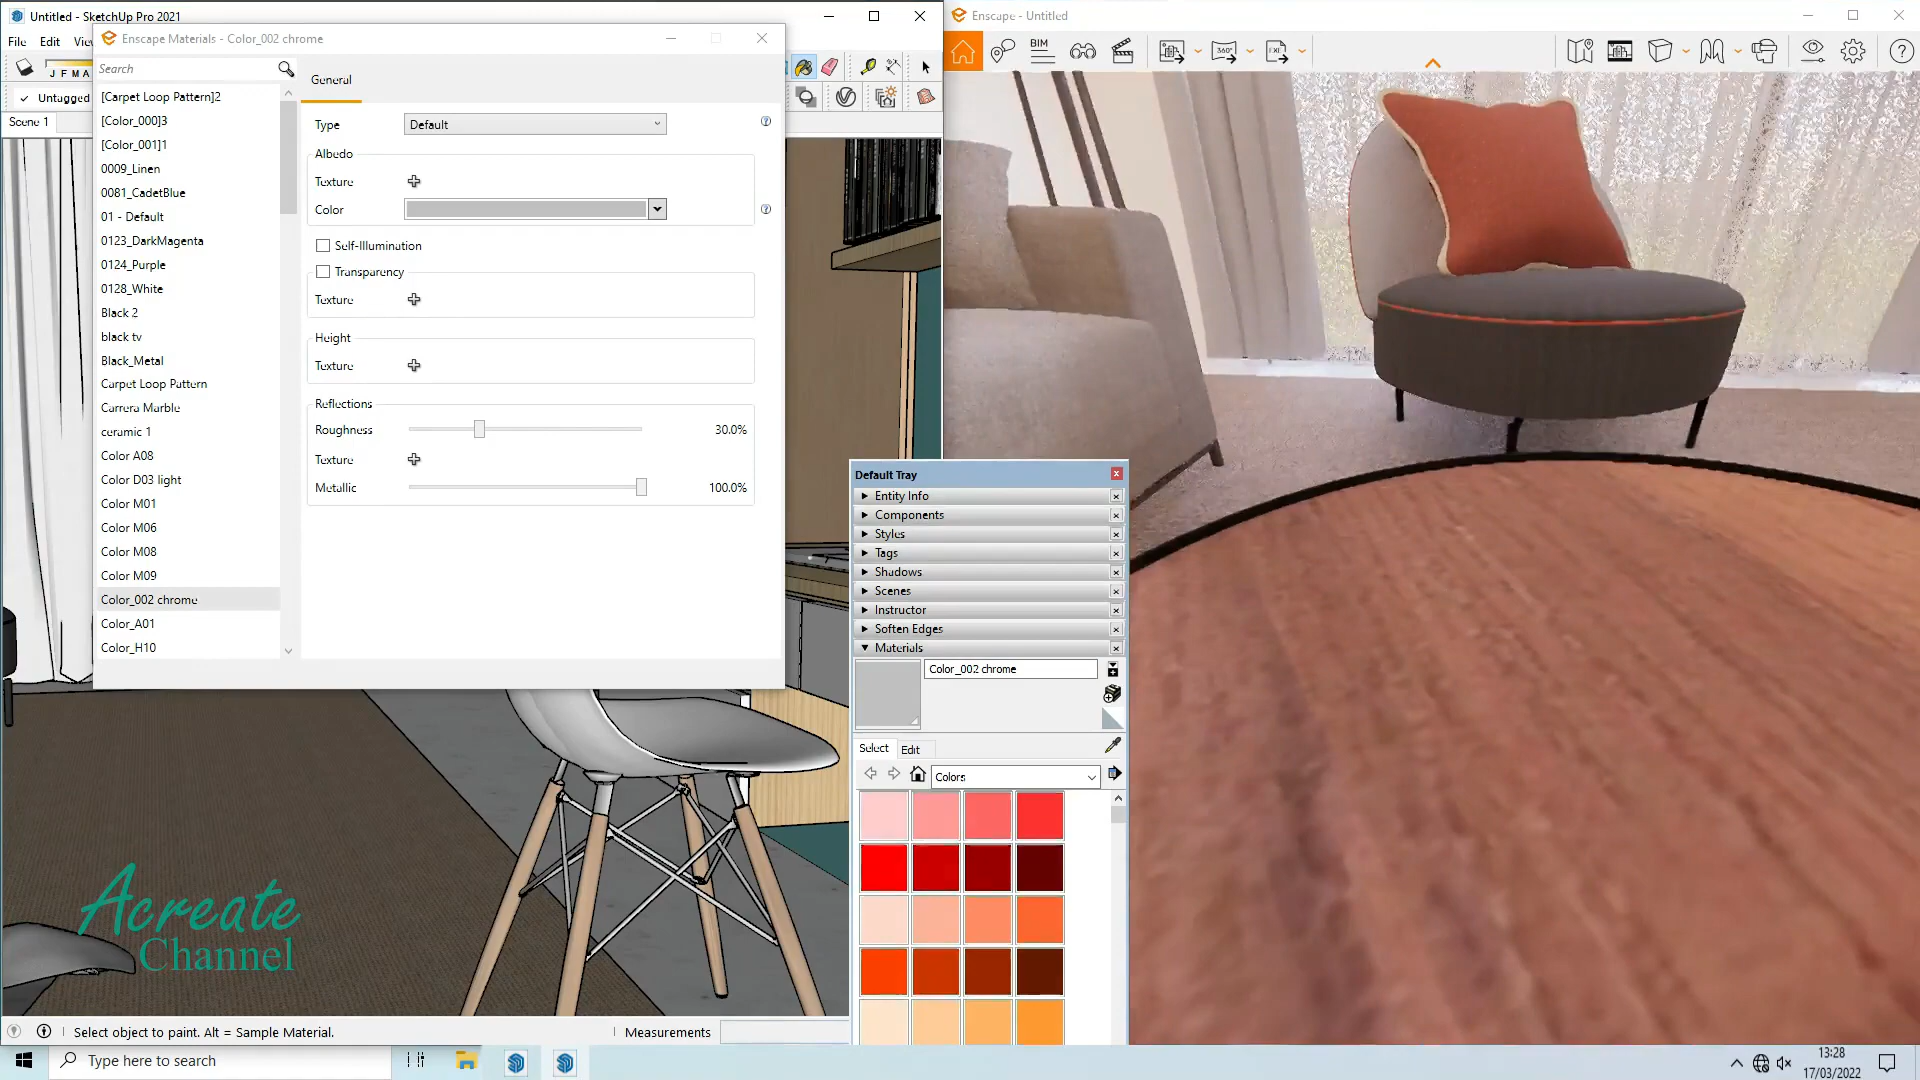 Untitled - SketchUp Pro 2021
File Edit Vie
J F M A
Untagged
Scene 1
Enscape Materials - Color_002 chrome
Search
[Carpet Loop Pattern]2
[Color_000]3
[Color_001]1
0009_Linen
0081_CadetBlue
01 - Default
0123_DarkMagenta
0124_Purple
0128_White
Black 2
black tv
Black_Metal
Carpet Loop Pattern
Carrera Marble
ceramic 1
Color A08
Color D03 light
Color M01
Color M06
Color M08
Color M09
Color_002 chrome
Color_A01
Color_H10
General
Type Default
Albedo
Texture
Color
Self-Illumination
Transparency
Texture
Height
Texture
Reflections
Roughness 30.0%
Texture
Metallic 100.0%
Enscape - Untitled
BIM
360°
EXE
Default Tray
Entity Info
Components
Styles
Tags
Shadows
Scenes
Instructor
Soften Edges
Materials
Color_002 chrome
Select Edit
Colors
Acreate
Channel
Select object to paint. Alt = Sample Material.
Measurements
Type here to search
13:28
17/03/2022